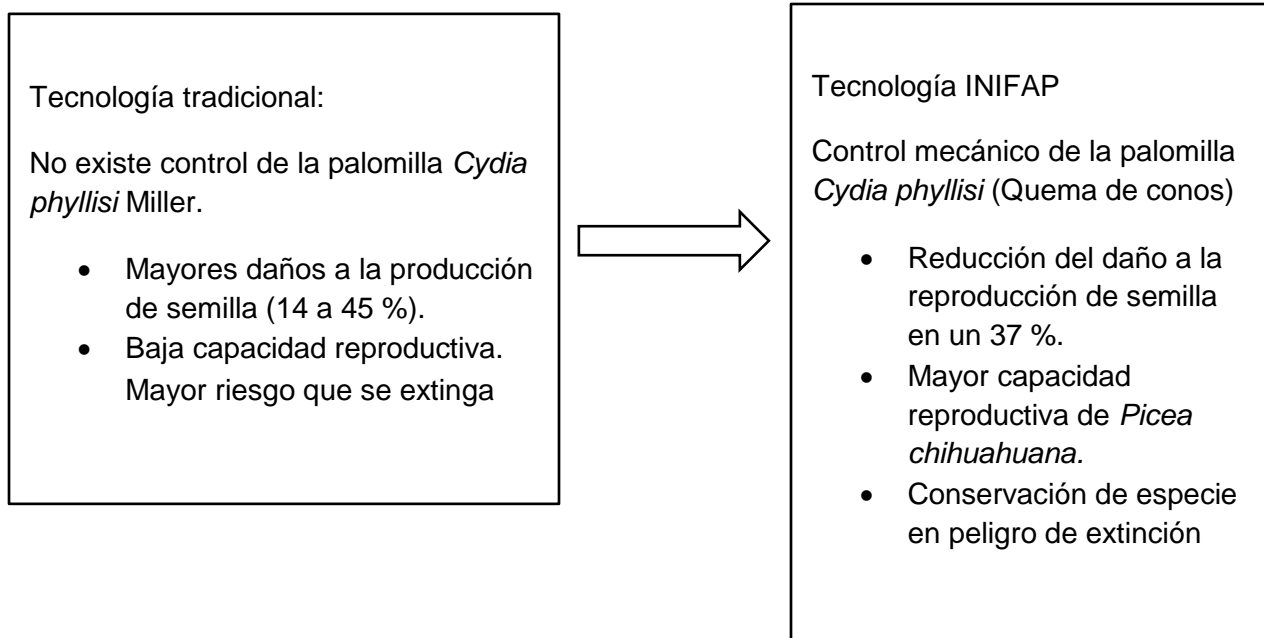 Tecnología tradicional:
No existe control de la palomilla Cydia
phyllisi Miller.
• Mayores daños a la producción
de semilla (14 a 45 %).
• Baja capacidad reproductiva.
Mayor riesgo que se extinga
Tecnología INIFAP
Control mecánico de la palomilla
Cydia phyllisi (Quema de conos)
• Reducción del daño a la
reproducción de semilla
en un 37 %.
• Mayor capacidad
reproductiva de Picea
chihuahuana.
• Conservación de especie
en peligro de extinción